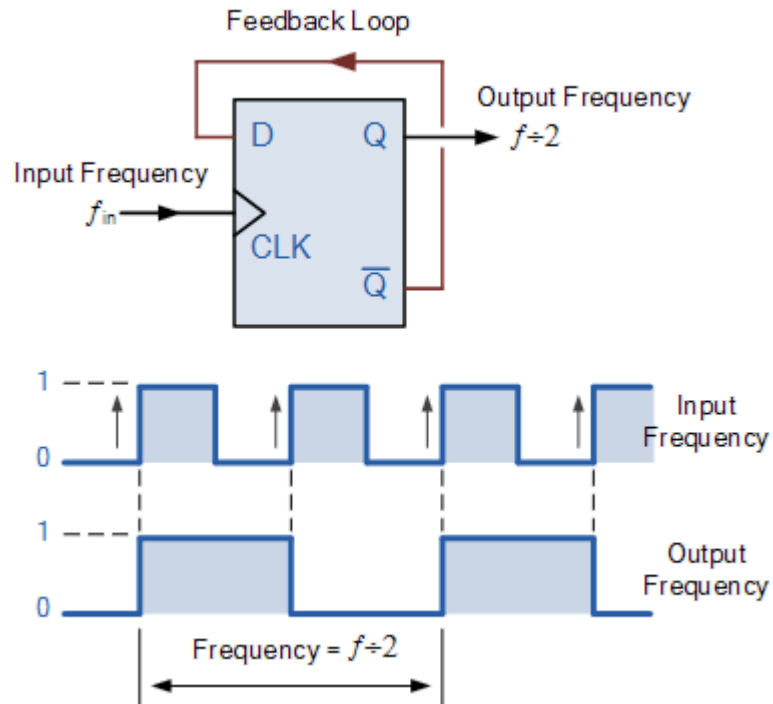 Feedback Loop
Output Frequency
f÷2
Input Frequency
fin
D
Q
CLK
Q̅
1
0
Input
Frequency
1
0
Output
Frequency
Frequency = f÷2